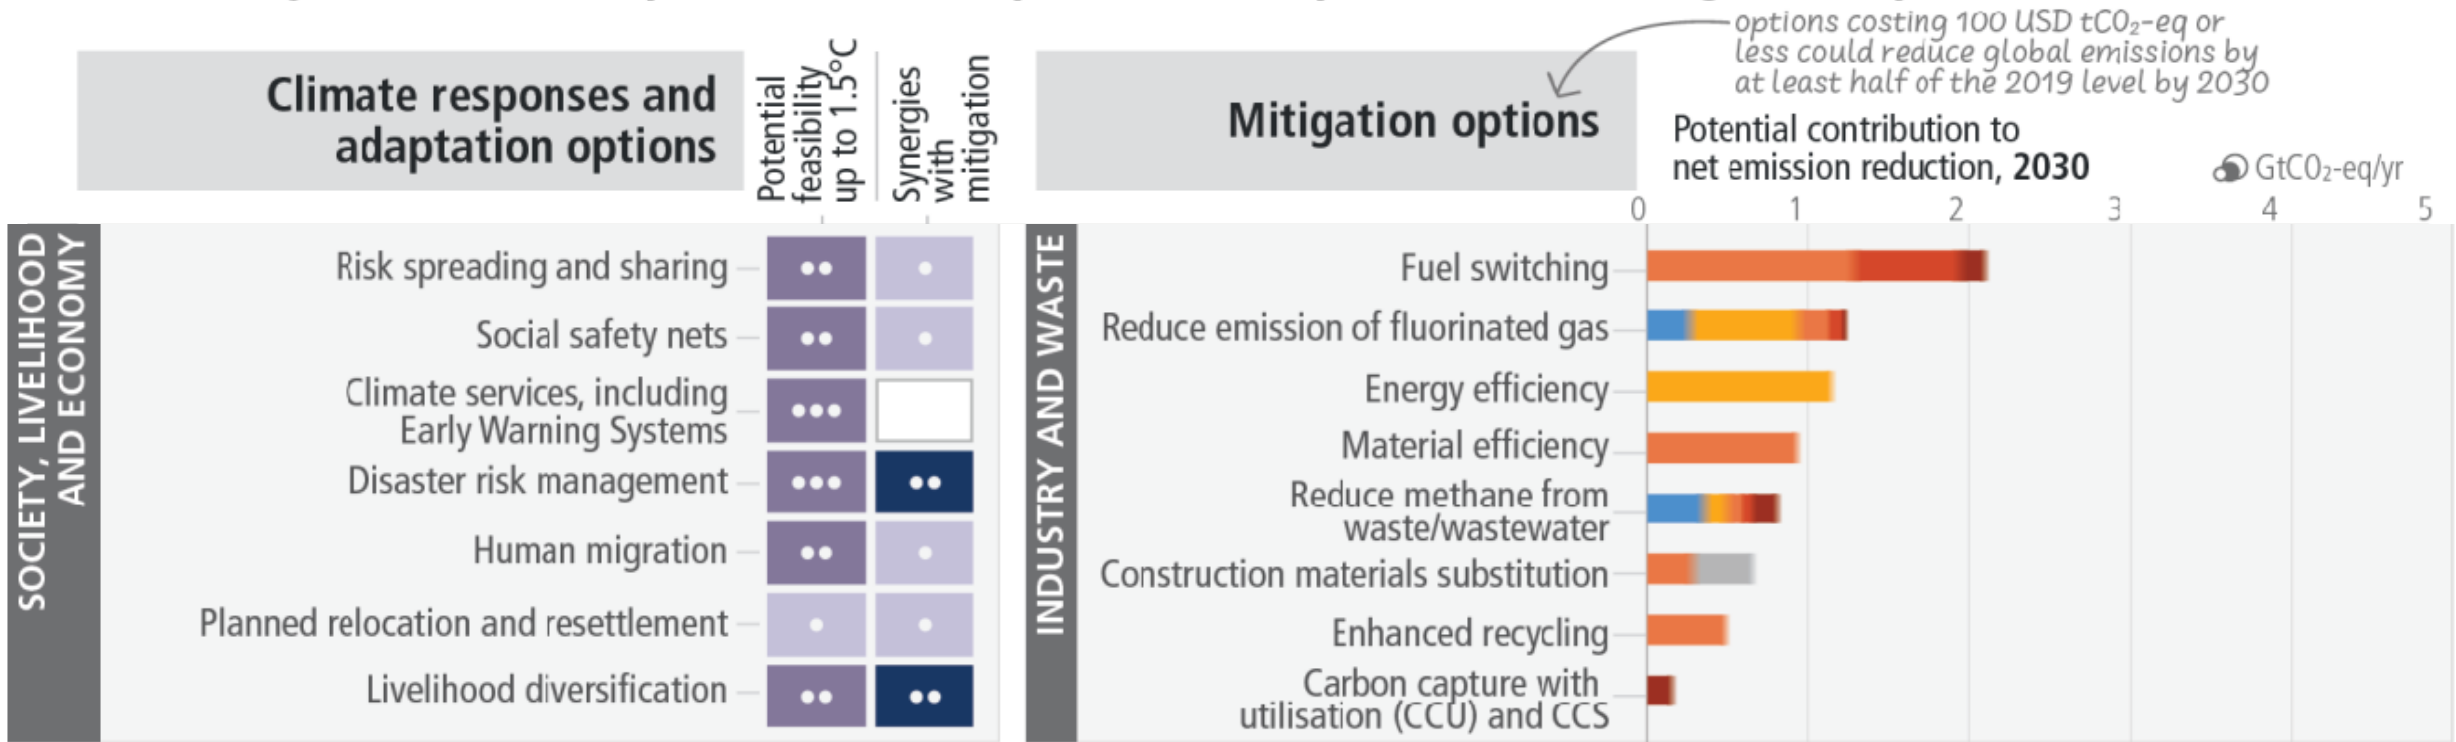 Climate responses and
adaptation options
Potential
feasibility
up to 1.5°C
Synergies
with
mitigation
SOCIETY, LIVELIHOOD
AND ECONOMY
Risk spreading and sharing
Social safety nets
Climate services, including
Early Warning Systems
Disaster risk management
Human migration
Planned relocation and resettlement
Livelihood diversification
Mitigation options
options costing 100 USD tCO₂-eq or
less could reduce global emissions by
at least half of the 2019 level by 2030
Potential contribution to
net emission reduction, 2030
GtCO₂-eq/yr
0 1 2 3 4 5
INDUSTRY AND WASTE
Fuel switching
Reduce emission of fluorinated gas
Energy efficiency
Material efficiency
Reduce methane from
waste/wastewater
Construction materials substitution
Enhanced recycling
Carbon capture with
utilisation (CCU) and CCS